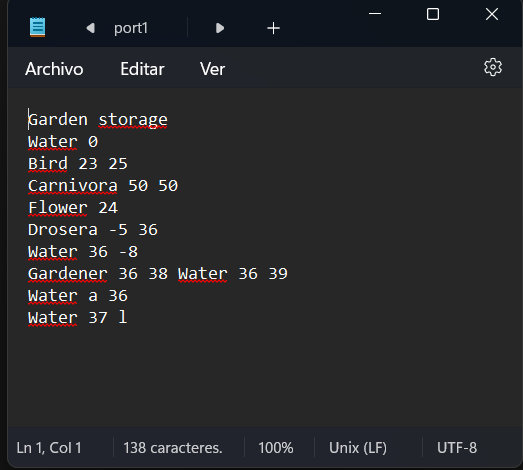 port1
Archivo Editar Ver
Garden storage
Water 0
Bird 23 25
Carnivora 50 50
Flower 24
Drosera -5 36
Water 36 -8
Gardener 36 38 Water 36 39
Water a 36
Water 37 l
Ln 1, Col 1 138 caracteres. 100% Unix (LF) UTF-8